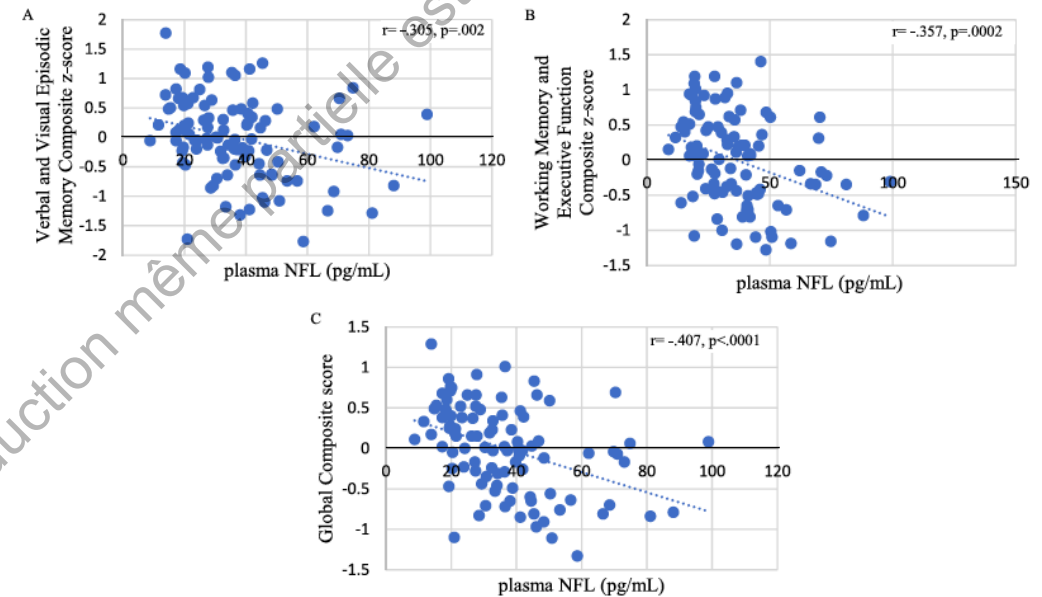 A
r= -.305, p=.002
Verbal and Visual Episodic
Memory Composite z-score
2
1.5
1
0.5
0
-0.5
-1
-1.5
-2
0 20 40 60 80 100 120
plasma NFL (pg/mL)
B
r= -.357, p=.0002
Working Memory and
Executive Function
Composite z-score
2
1.5
1
0.5
0
-0.5
-1
-1.5
0 50 100 150
plasma NFL (pg/mL)
C
r= -.407, p<.0001
Global Composite score
1.5
1
0.5
0
-0.5
-1
-1.5
0 20 40 60 80 100 120
plasma NFL (pg/mL)
uction même partielle est